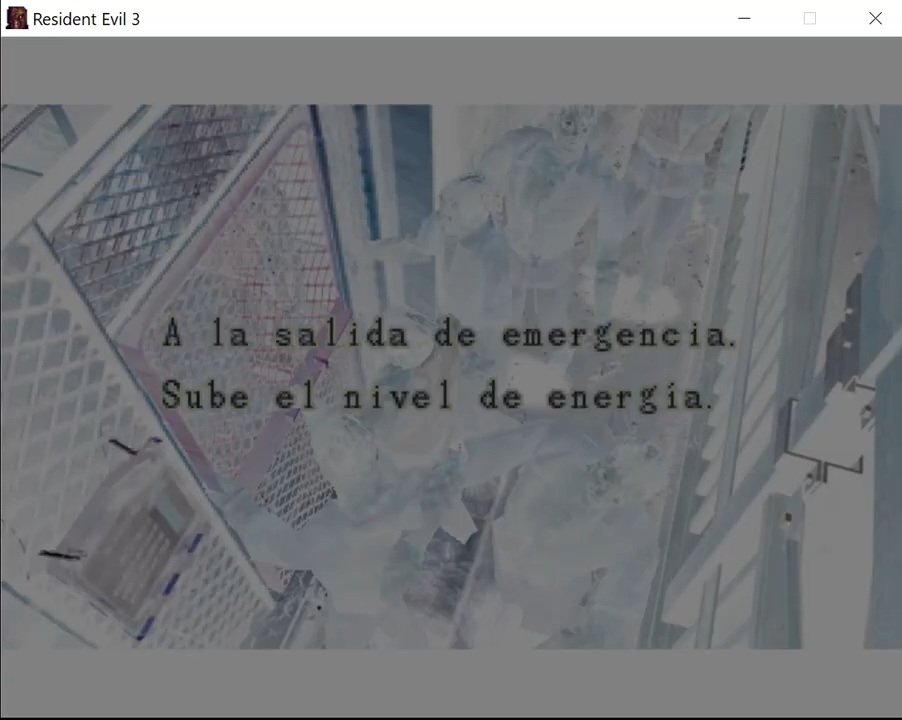 Resident Evil 3
A la salida de emergencia.
Sube el nivel de energía.